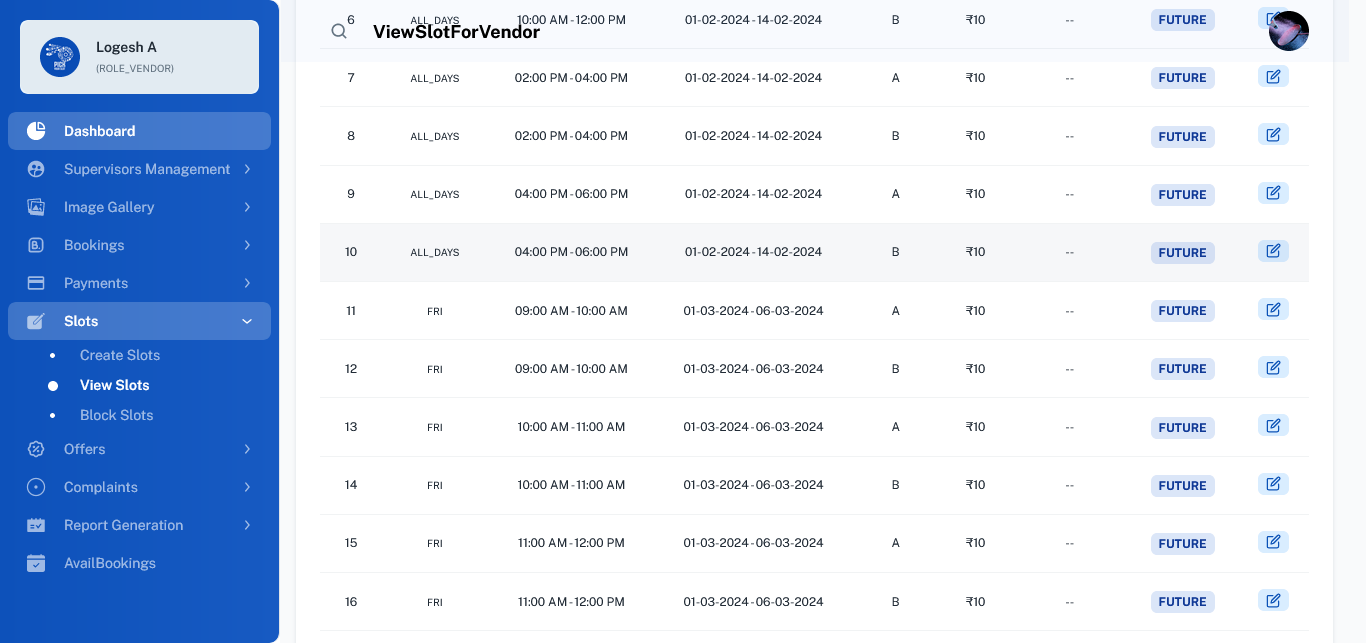 Logesh A
(ROLE_VENDOR)
Dashboard
Supervisors Management
Image Gallery
Bookings
Payments
Slots
Create Slots
View Slots
Block Slots
Offers
Complaints
Report Generation
AvailBookings
ViewSlotForVendor
6 ALL_DAYS 10:00 AM - 12:00 PM 01-02-2024 - 14-02-2024 B ₹10 -- FUTURE
7 ALL_DAYS 02:00 PM - 04:00 PM 01-02-2024 - 14-02-2024 A ₹10 -- FUTURE
8 ALL_DAYS 02:00 PM - 04:00 PM 01-02-2024 - 14-02-2024 B ₹10 -- FUTURE
9 ALL_DAYS 04:00 PM - 06:00 PM 01-02-2024 - 14-02-2024 A ₹10 -- FUTURE
10 ALL_DAYS 04:00 PM - 06:00 PM 01-02-2024 - 14-02-2024 B ₹10 -- FUTURE
11 FRI 09:00 AM - 10:00 AM 01-03-2024 - 06-03-2024 A ₹10 -- FUTURE
12 FRI 09:00 AM - 10:00 AM 01-03-2024 - 06-03-2024 B ₹10 -- FUTURE
13 FRI 10:00 AM - 11:00 AM 01-03-2024 - 06-03-2024 A ₹10 -- FUTURE
14 FRI 10:00 AM - 11:00 AM 01-03-2024 - 06-03-2024 B ₹10 -- FUTURE
15 FRI 11:00 AM - 12:00 PM 01-03-2024 - 06-03-2024 A ₹10 -- FUTURE
16 FRI 11:00 AM - 12:00 PM 01-03-2024 - 06-03-2024 B ₹10 -- FUTURE